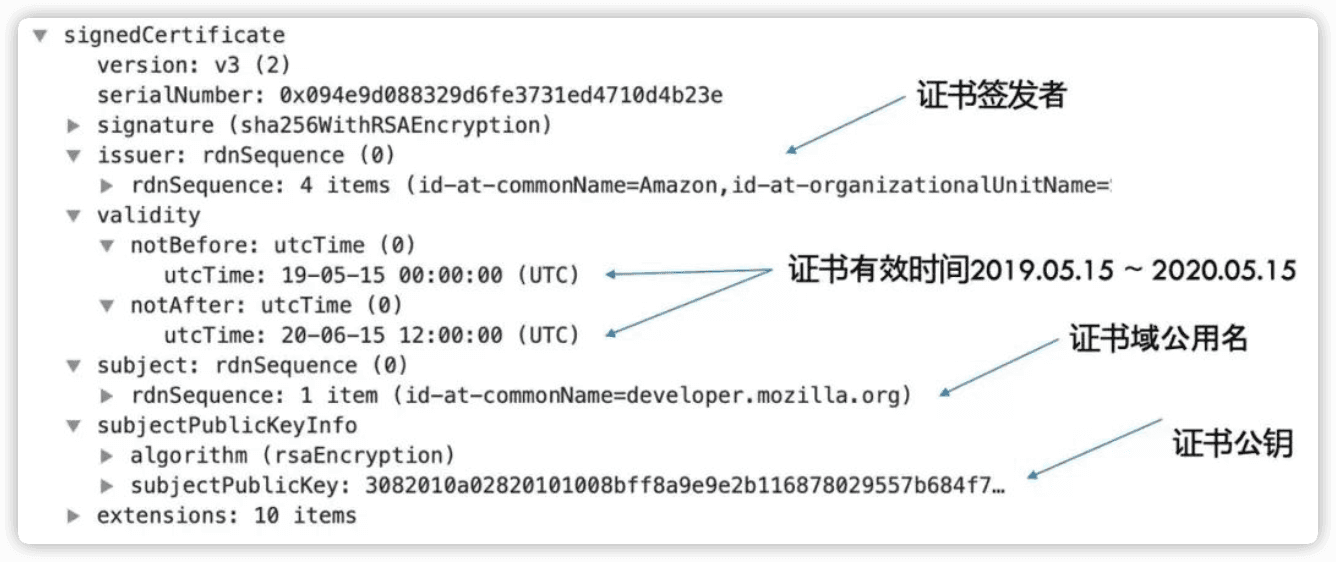 signedCertificate
version: v3 (2)
serialNumber: 0x094e9d088329d6fe3731ed4710d4b23e
证书签发者
signature (sha256WithRSAEncryption)
issuer: rdnSequence (0)
rdnSequence: 4 items (id-at-commonName=Amazon,id-at-organizationalUnitName=
validity
notBefore: utcTime (0)
utcTime: 19-05-15 00:00:00 (UTC)
证书有效时间2019.05.15 ~ 2020.05.15
notAfter: utcTime (0)
utcTime: 20-06-15 12:00:00 (UTC)
证书域公用名
subject: rdnSequence (0)
rdnSequence: 1 item (id-at-commonName=developer.mozilla.org)
subjectPublicKeyInfo
证书公钥
algorithm (rsaEncryption)
subjectPublicKey: 3082010a02820101008bff8a9e9e2b116878029557b684f7…
extensions: 10 items